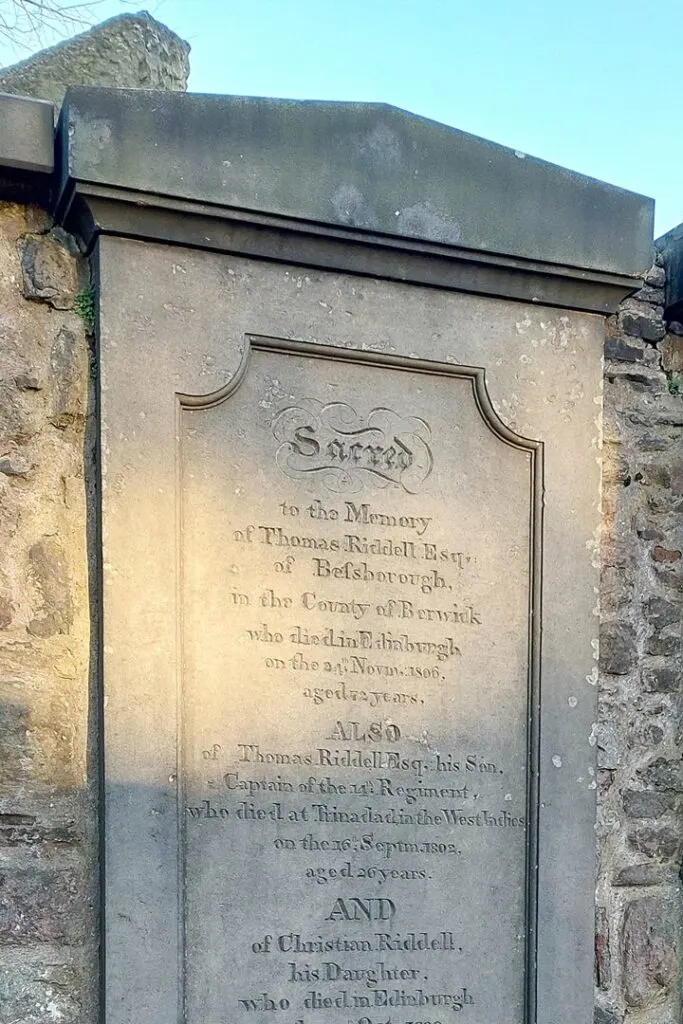 Sacred
to the Memory
of Thomas Riddell Esq.
of Beſsborough,
in the County of Berwick
who died in Edinburgh
on the 24th Novm. 1806,
aged 72 years,
ALSO
of Thomas Riddell Esq. his Son,
Captain of the 14th Regiment,
who died at Trinadad, in the West Indies
on the 16th Septm. 1802,
aged 26 years.
AND
of Christian Riddell,
his Daughter,
who died in Edinburgh